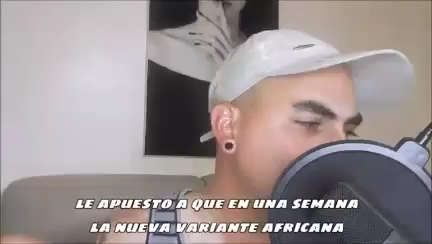 LE APUESTO A QUE EN UNA SEMANA
LA NUEVA VARIANTE AFRICANA